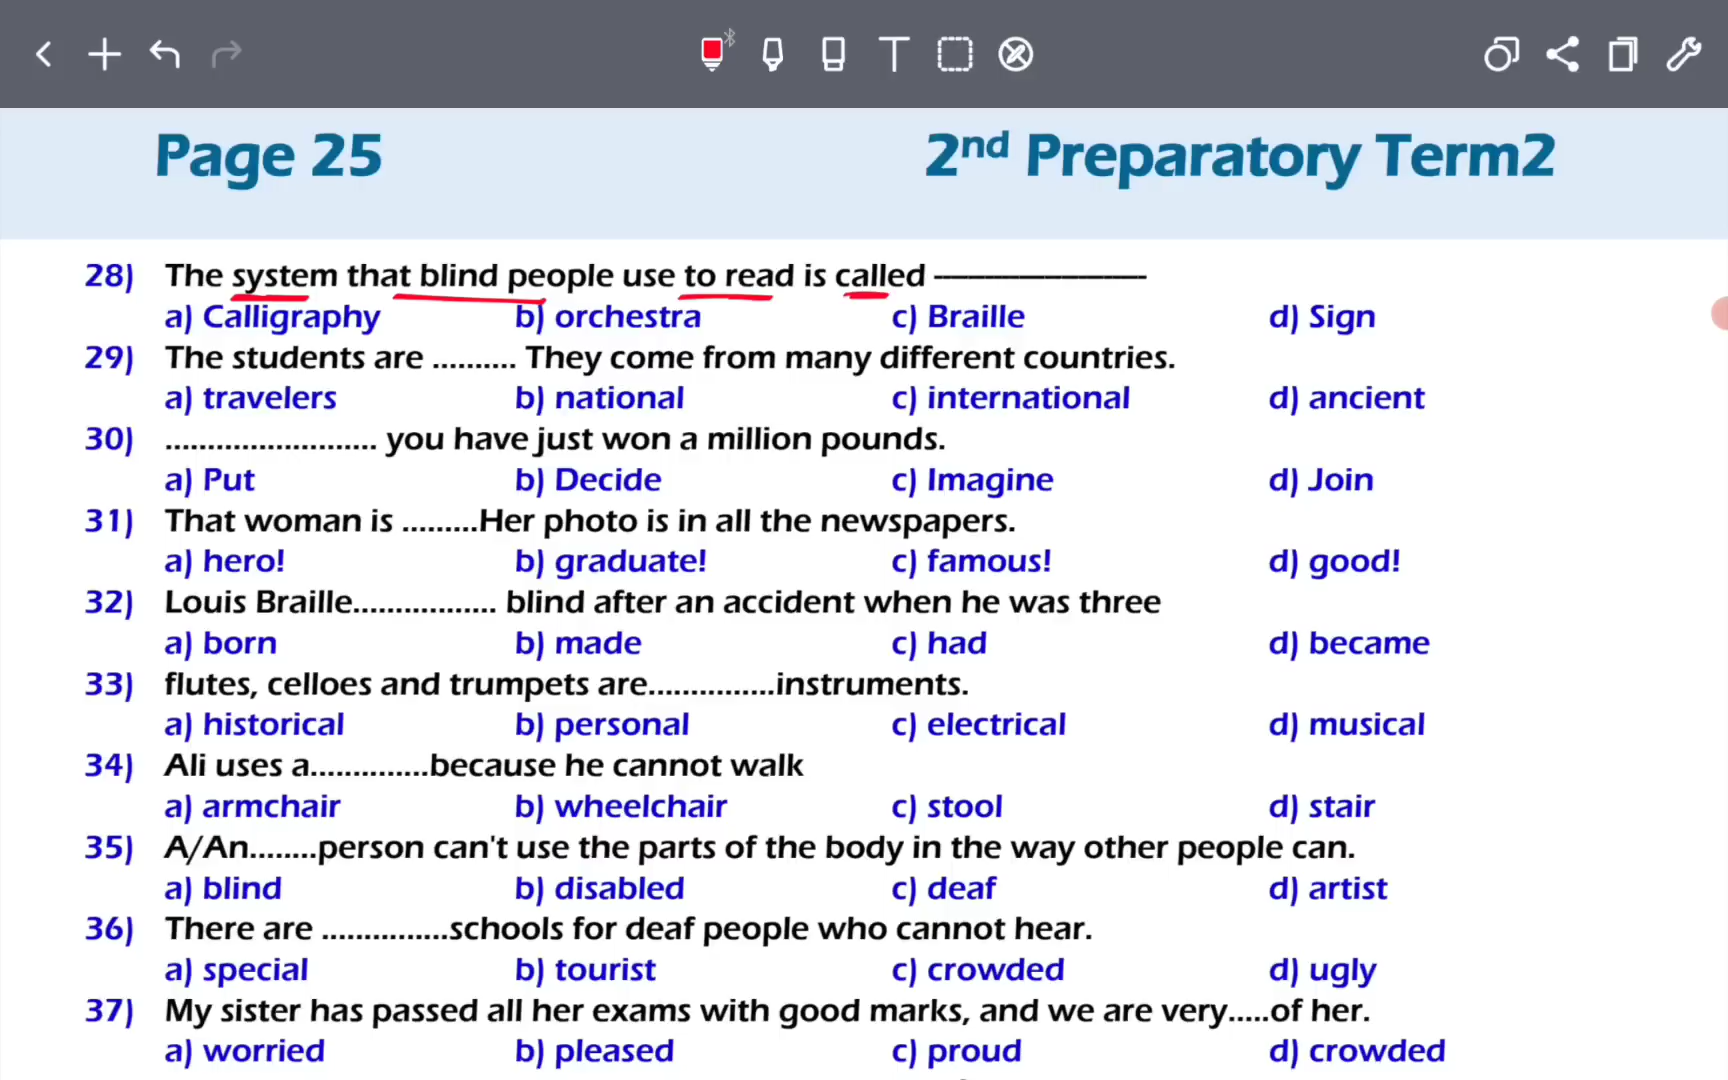 Page 25 2nd Preparatory Term2
28) The system that blind people use to read is called ---------------------
a) Calligraphy b) orchestra c) Braille d) Sign
29) The students are .......... They come from many different countries.
a) travelers b) national c) international d) ancient
30) ......................... you have just won a million pounds.
a) Put b) Decide c) Imagine d) Join
31) That woman is .........Her photo is in all the newspapers.
a) hero! b) graduate! c) famous! d) good!
32) Louis Braille................. blind after an accident when he was three
a) born b) made c) had d) became
33) flutes, celloes and trumpets are...............instruments.
a) historical b) personal c) electrical d) musical
34) Ali uses a..............because he cannot walk
a) armchair b) wheelchair c) stool d) stair
35) A/An........person can't use the parts of the body in the way other people can.
a) blind b) disabled c) deaf d) artist
36) There are ...............schools for deaf people who cannot hear.
a) special b) tourist c) crowded d) ugly
37) My sister has passed all her exams with good marks, and we are very.....of her.
a) worried b) pleased c) proud d) crowded